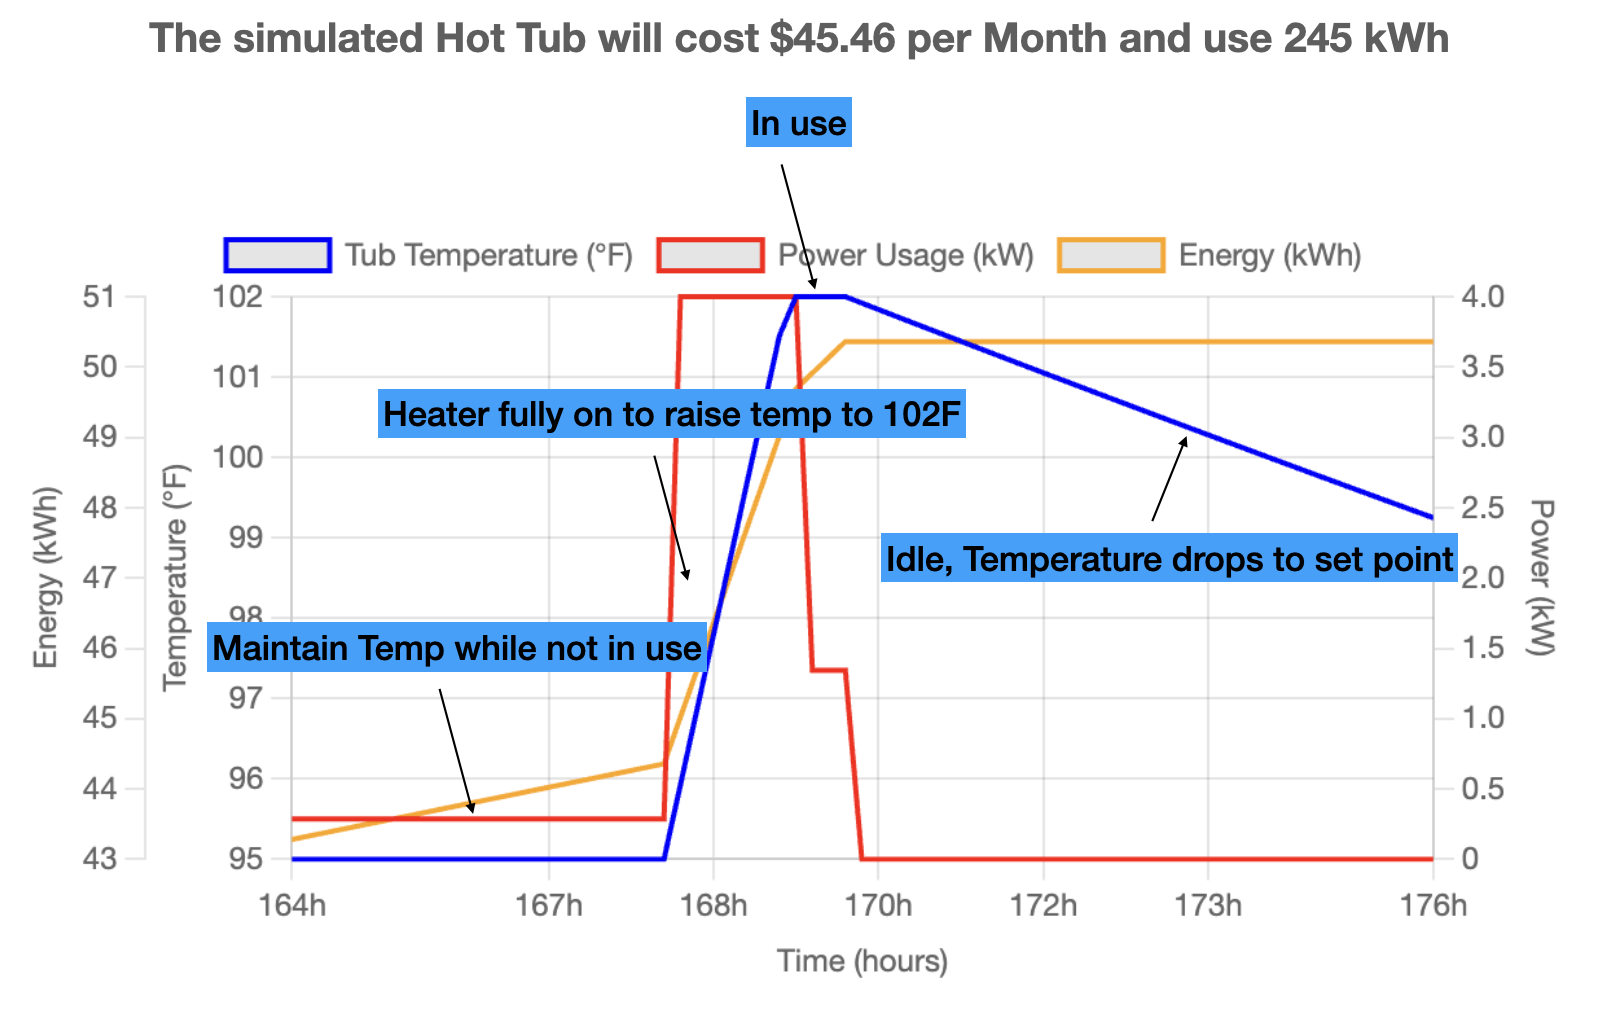 The simulated Hot Tub will cost $45.46 per Month and use 245 kWh
In use
Tub Temperature (°F)
Power Usage (kW)
Energy (kWh)
51
50
49
48
47
46
45
44
43
Energy (kWh)
102
101
100
99
98
97
96
95
Temperature (°F)
Heater fully on to raise temp to 102F
Maintain Temp while not in use
Idle, Temperature drops to set point
4.0
3.5
3.0
2.5
2.0
1.5
1.0
0.5
0
Power (kW)
164h
167h
168h
170h
172h
173h
176h
Time (hours)